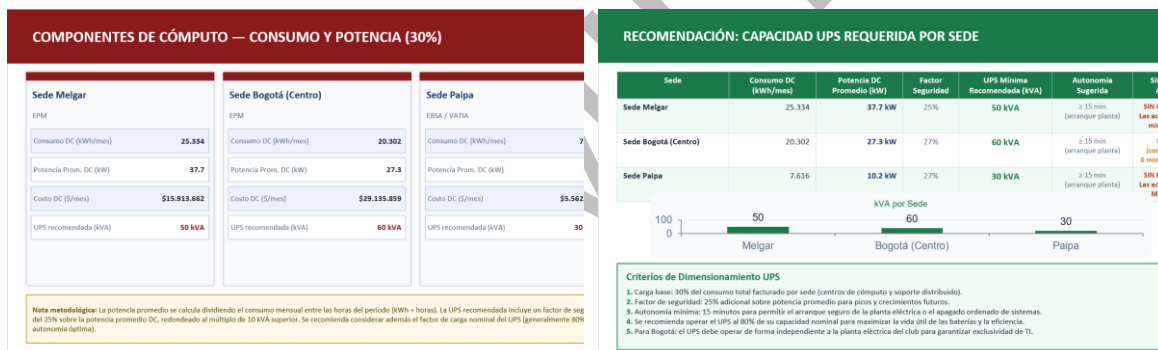 COMPONENTES DE CÓMPUTO — CONSUMO Y POTENCIA (30%)
Sede Melgar
EPM
Consumo DC (kWh/mes) 25.334
Potencia Prom. DC (kW) 37.7
Costo DC ($/mes) $15.913.662
UPS recomendada (kVA) 50 kVA
Sede Bogotá (Centro)
EPM
Consumo DC (kWh/mes) 20.302
Potencia Prom. DC (kW) 27.3
Costo DC ($/mes) $29.135.859
UPS recomendada (kVA) 60 kVA
Sede Paipa
EBSA / VATIA
Consumo DC (kWh/mes) 7
Potencia Prom. DC (kW)
Costo DC ($/mes) $5.562
UPS recomendada (kVA) 30
Nota metodológica: La potencia promedio se calcula dividiendo el consumo mensual entre las horas del período (kWh ÷ horas). La UPS recomendada incluye un factor de seg
del 25% sobre la potencia promedio DC, redondeado al múltiplo de 10 kVA superior. Se recomienda considerar además el factor de carga nominal del UPS (generalmente 80%
autonomía óptima).
RECOMENDACIÓN: CAPACIDAD UPS REQUERIDA POR SEDE
Sede Consumo DC (kWh/mes) Potencia DC Promedio (kW) Factor Seguridad UPS Mínima Recomendada (kVA) Autonomía Sugerida
Sede Melgar 25.334 37.7 kW 25% 50 kVA ≥ 15 min (arranque planta) SIN
Las ac
Sede Bogotá (Centro) 20.302 27.3 kW 27% 60 kVA ≥ 15 min (arranque planta)
(con
6 min
Sede Paipa 7.616 10.2 kW 27% 30 kVA ≥ 15 min (arranque planta) SIN
Las ac
kVA por Sede
100
0
50 60 30
Melgar Bogotá (Centro) Paipa
Criterios de Dimensionamiento UPS
1. Carga base: 30% del consumo total facturado por sede (centros de cómputo y soporte distribuido).
2. Factor de seguridad: 25% adicional sobre potencia promedio para picos y crecimientos futuros.
3. Autonomía mínima: 15 minutos para permitir el arranque seguro de la planta eléctrica o el apagado ordenado de sistemas.
4. Se recomienda operar el UPS al 80% de su capacidad nominal para maximizar la vida útil de las baterías y la eficiencia.
5. Para Bogotá: el UPS debe operar de forma independiente a la planta eléctrica del club para garantizar exclusividad de TI.